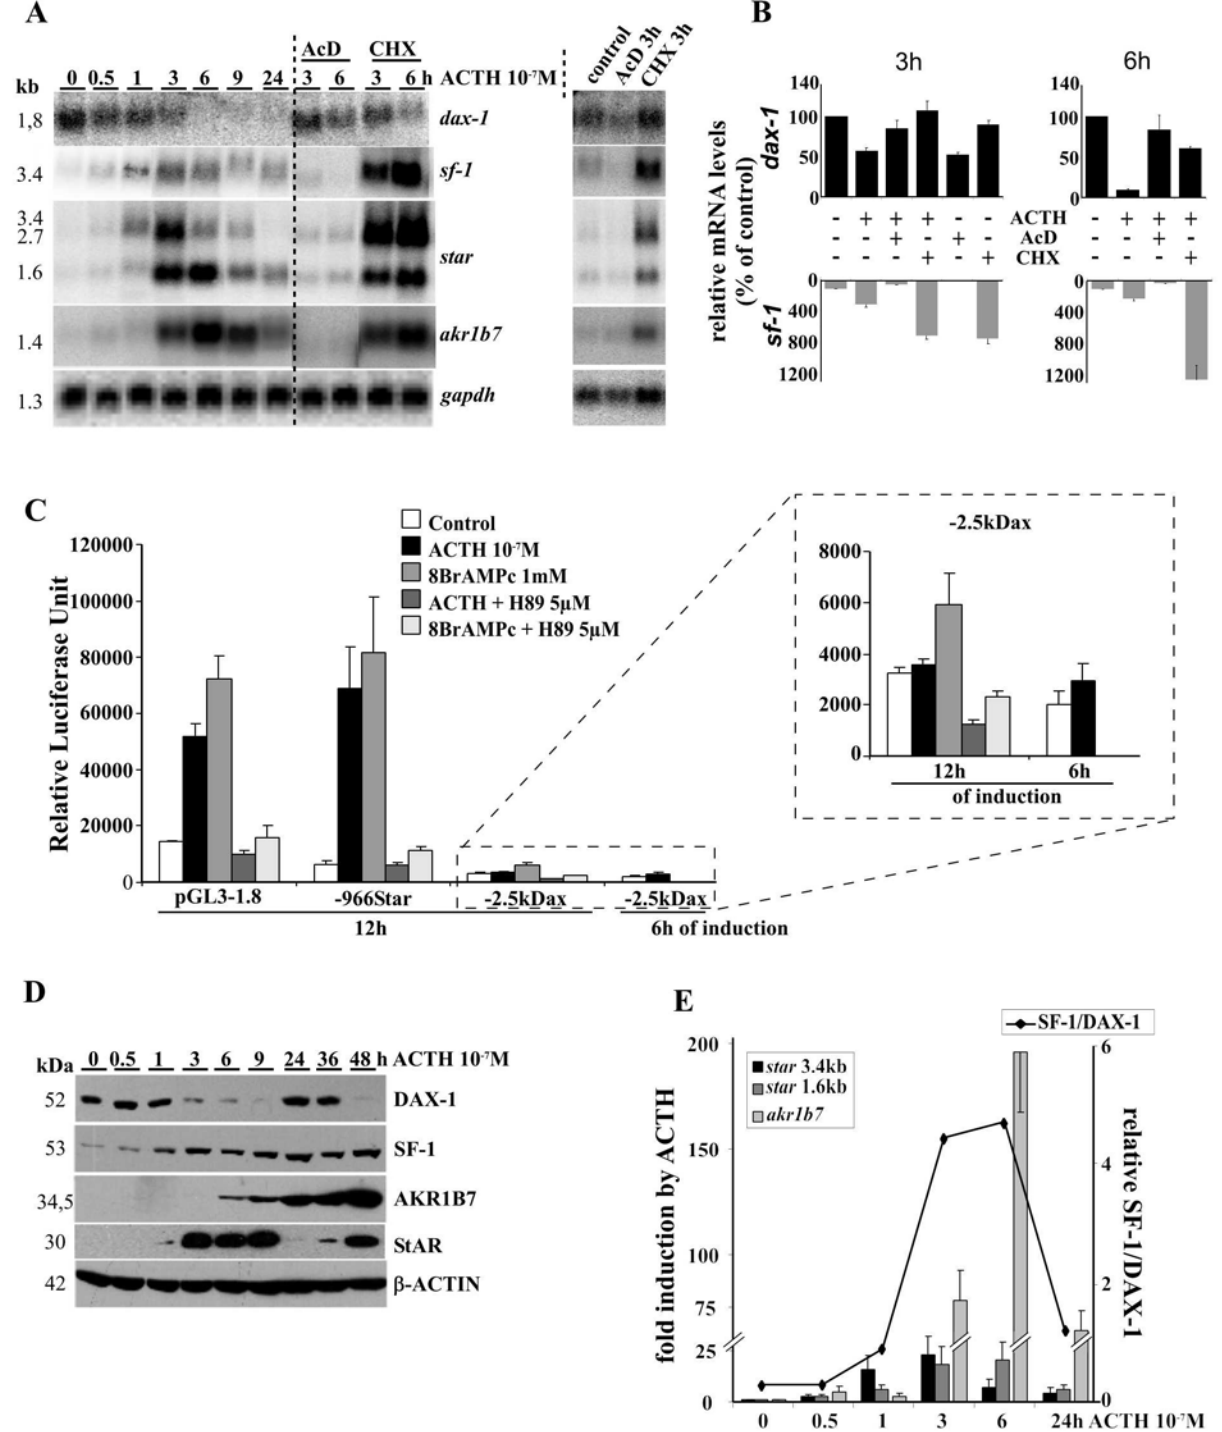 A
AcD CHX
kb 0 0.5 1 3 6 9 24 3 6 3 6 h ACTH 10⁻⁷M
control AcD 3h CHX 3h
1,8 dax-1
3.4 sf-1
3.4
2.7
star
1.6
1.4 akr1b7
1.3 gapdh
B
3h 6h
relative mRNA levels
(% of control)
dax-1
140 140
100 100
50 50
0 0
- + + + - - ACTH - + + +
- - + - + - AcD - - + -
- - - + - + CHX - - - +
sf-1
0 0
400 400
800 800
1200 1200
C
Control
ACTH 10⁻⁷M
8BrAMPc 1mM
ACTH + H89 5µM
8BrAMPc + H89 5µM
Relative Luciferase Unit
120000
100000
80000
60000
40000
20000
0
pGL3-1.8 -966Star -2.5kDax -2.5kDax
12h 6h of induction
-2.5kDax
8000
6000
4000
2000
0
12h 6h
of induction
D
kDa 0 0.5 1 3 6 9 24 36 48 h ACTH 10⁻⁷M
52 DAX-1
53 SF-1
34,5 AKR1B7
30 StAR
42 β-ACTIN
E
SF-1/DAX-1
star 3.4kb
star 1.6kb
akr1b7
fold induction by ACTH
200
150
100
75
25
0
relative SF-1/DAX-1
6
4
2
0
0 0.5 1 3 6 24h ACTH 10⁻⁷M